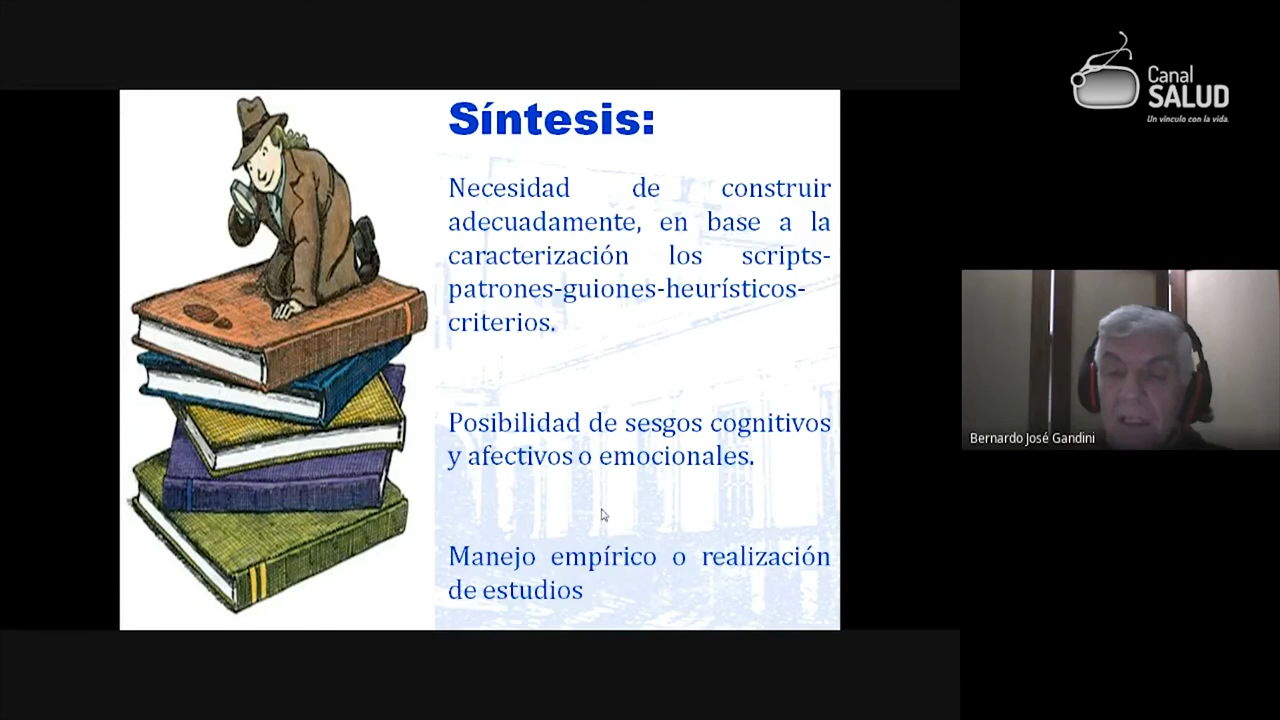 Síntesis:
Necesidad de construir
adecuadamente, en base a la
caracterización los scripts-
patrones-guiones-heurísticos-
criterios.
Posibilidad de sesgos cognitivos
y afectivos o emocionales.
Manejo empírico o realización
de estudios
Canal
SALUD
Un vínculo con la vida.
Bernardo José Gandini